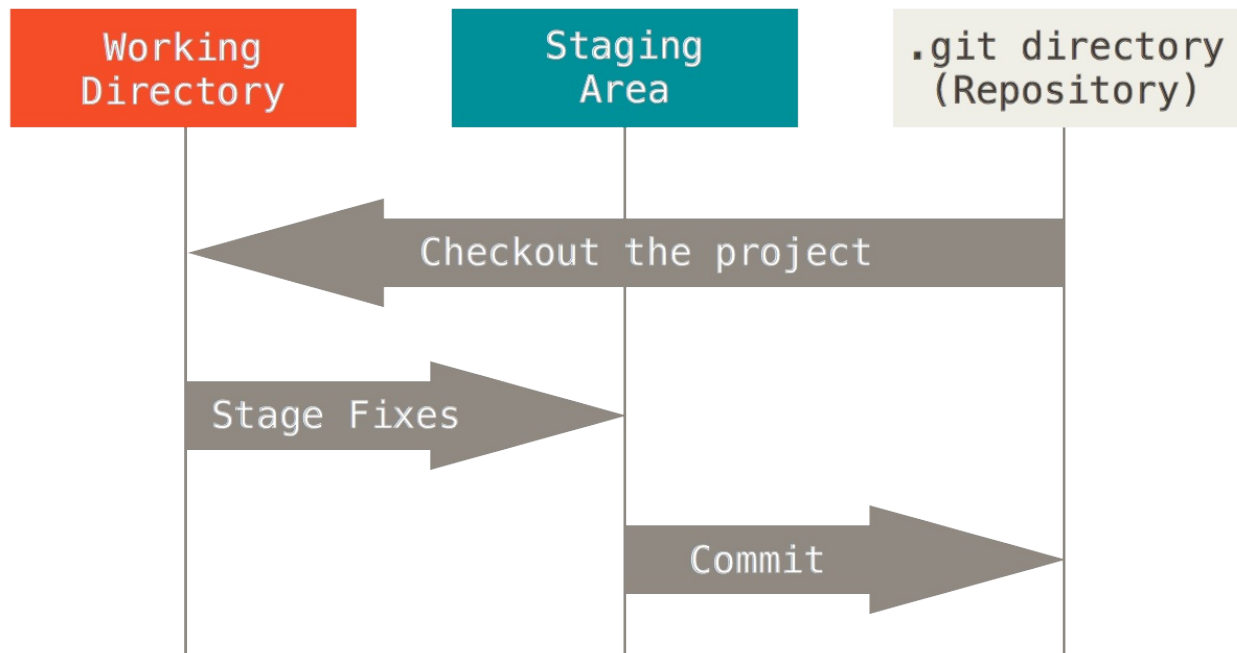 Working
Directory
Staging
Area
.git directory
(Repository)
Checkout the project
Stage Fixes
Commit